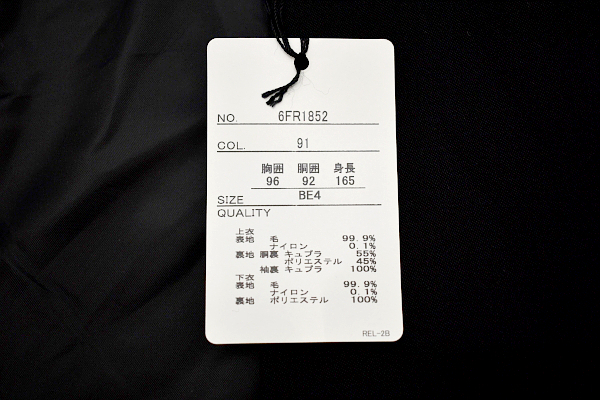 NO. 6FR1852
COL. 91
胸囲 胴囲 身長
96 92 165
SIZE BE4
QUALITY
上衣
表地 毛 99.9%
ナイロン 0.1%
裏地 胴裏 キュプラ 55%
ポリエステル 45%
袖裏 キュプラ 100%
下衣
表地 毛 99.9%
ナイロン 0.1%
裏地 ポリエステル 100%
REL-2B